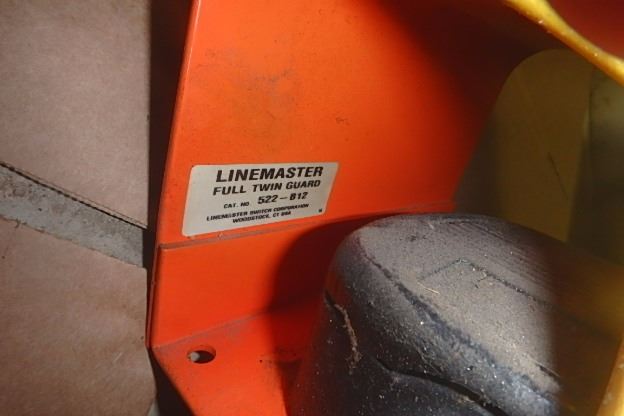 LINEMASTER
FULL TWIN GUARD
CAT. NO. 522-B12
LINEMASTER SWITCH CORPORATION
WOODSTOCK, CT USA